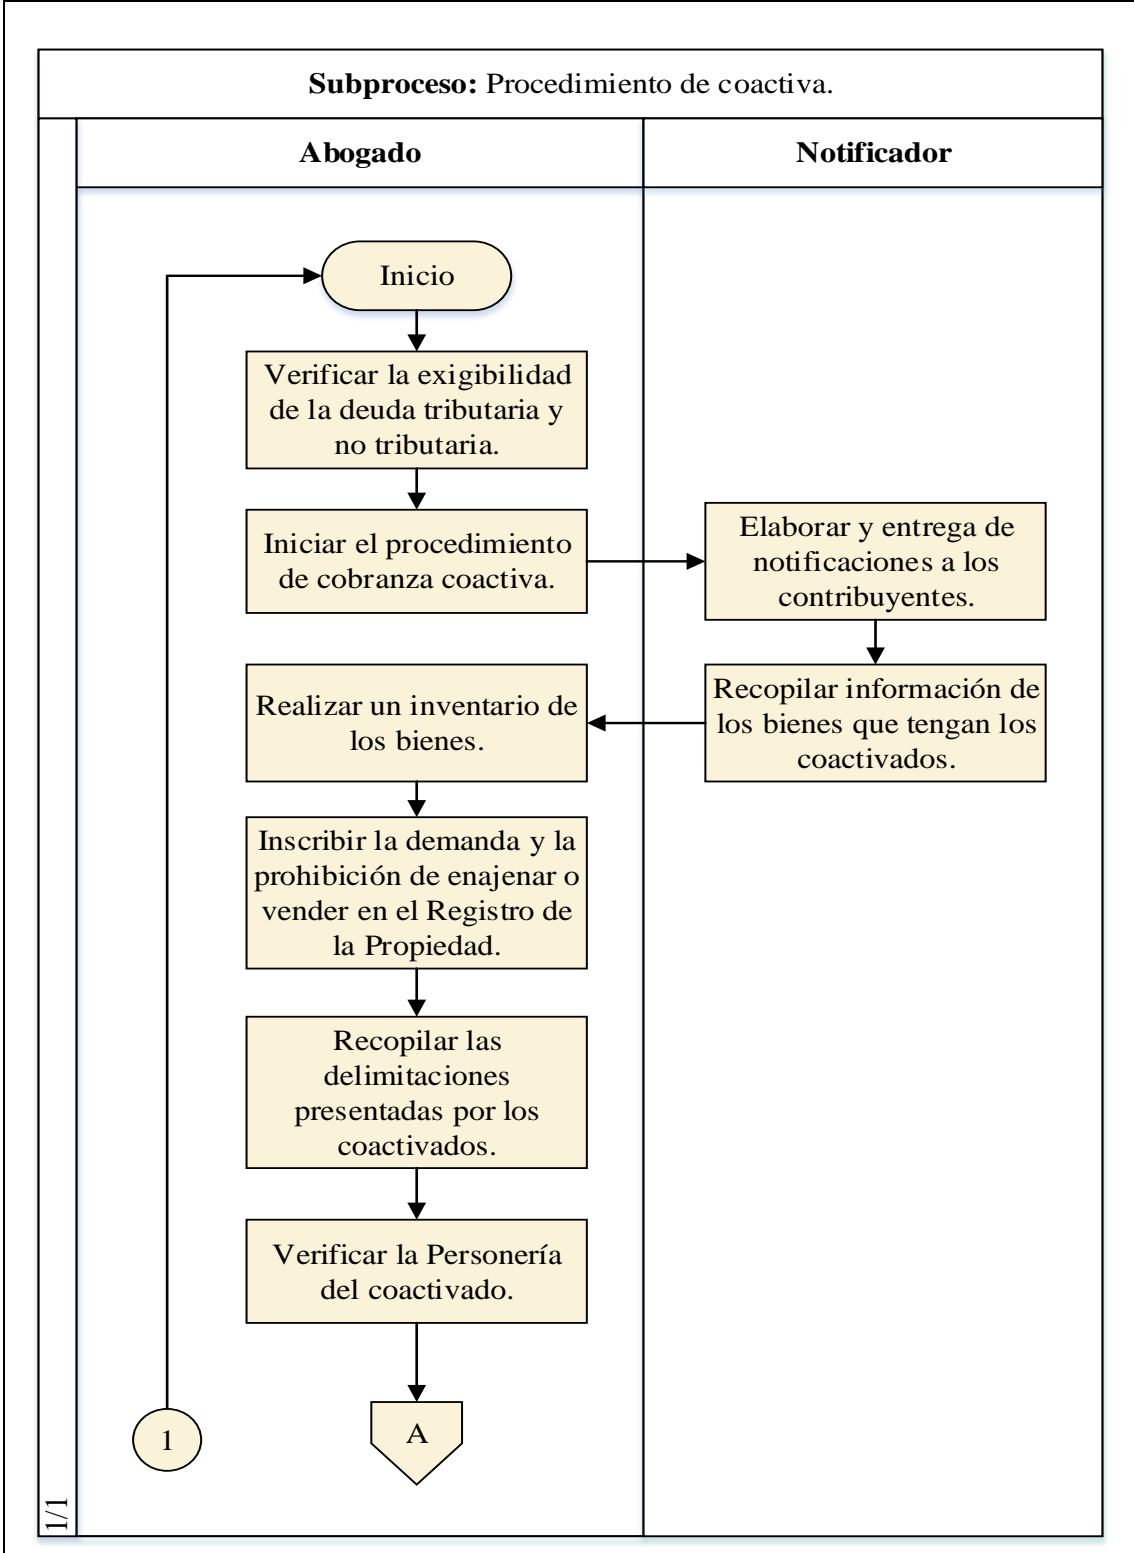 Subproceso: Procedimiento de coactiva.
Abogado
Notificador
Inicio
Verificar la exigibilidad
de la deuda tributaria y
no tributaria.
Iniciar el procedimiento
de cobranza coactiva.
Elaborar y entrega de
notificaciones a los
contribuyentes.
Recopilar información de
los bienes que tengan los
coactivados.
Realizar un inventario de
los bienes.
Inscribir la demanda y la
prohibición de enajenar o
vender en el Registro de
la Propiedad.
Recopilar las
delimitaciones
presentadas por los
coactivados.
Verificar la Personería
del coactivado.
1
A
1/1